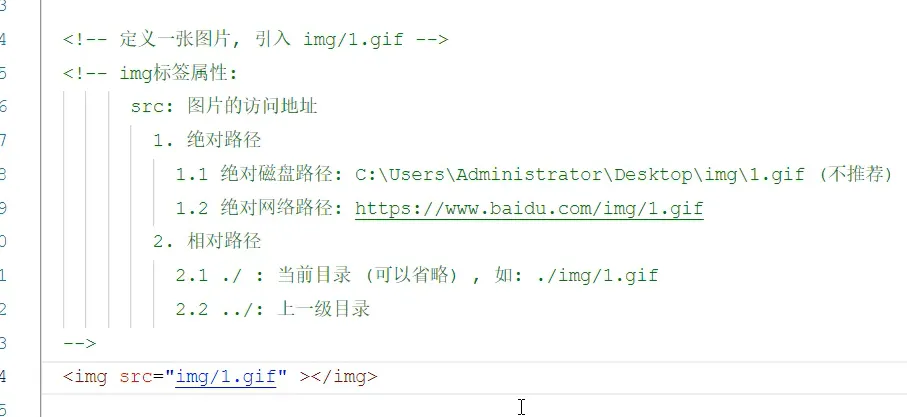 3
4 <!-- 定义一张图片, 引入 img/1.gif -->
5 <!-- img标签属性:
6 src: 图片的访问地址
7 1. 绝对路径
8 1.1 绝对磁盘路径: C:\Users\Administrator\Desktop\img\1.gif (不推荐)
9 1.2 绝对网络路径: https://www.baidu.com/img/1.gif
0 2. 相对路径
1 2.1 ./ : 当前目录 (可以省略) , 如: ./img/1.gif
2 2.2 ../: 上一级目录
3 -->
4 <img src="img/1.gif" ></img>
5